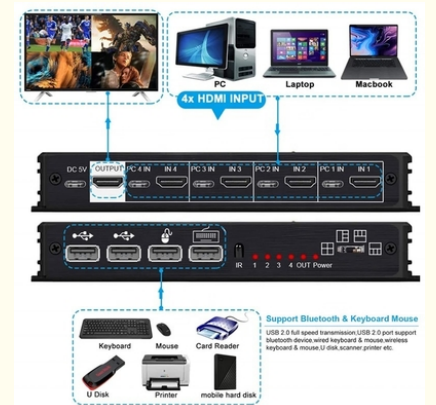 PC
Laptop
Macbook
4x HDMI INPUT
DC 5V
OUTPUT
PC 4 IN
IN 4
PC 3 IN
IN 3
PC 2 IN
IN 2
PC 1 IN
IN 1
IR
1 2 3 4 OUT Power
Support Bluetooth & Keyboard Mouse
USB 2.0 full speed transmission,USB 2.0 port support
bluetooth device,wired keyboard & mouse,wireless
keyboard & mouse,U disk,scanner,printer etc.
Keyboard
Mouse
Card Reader
U Disk
Printer
mobile hard disk